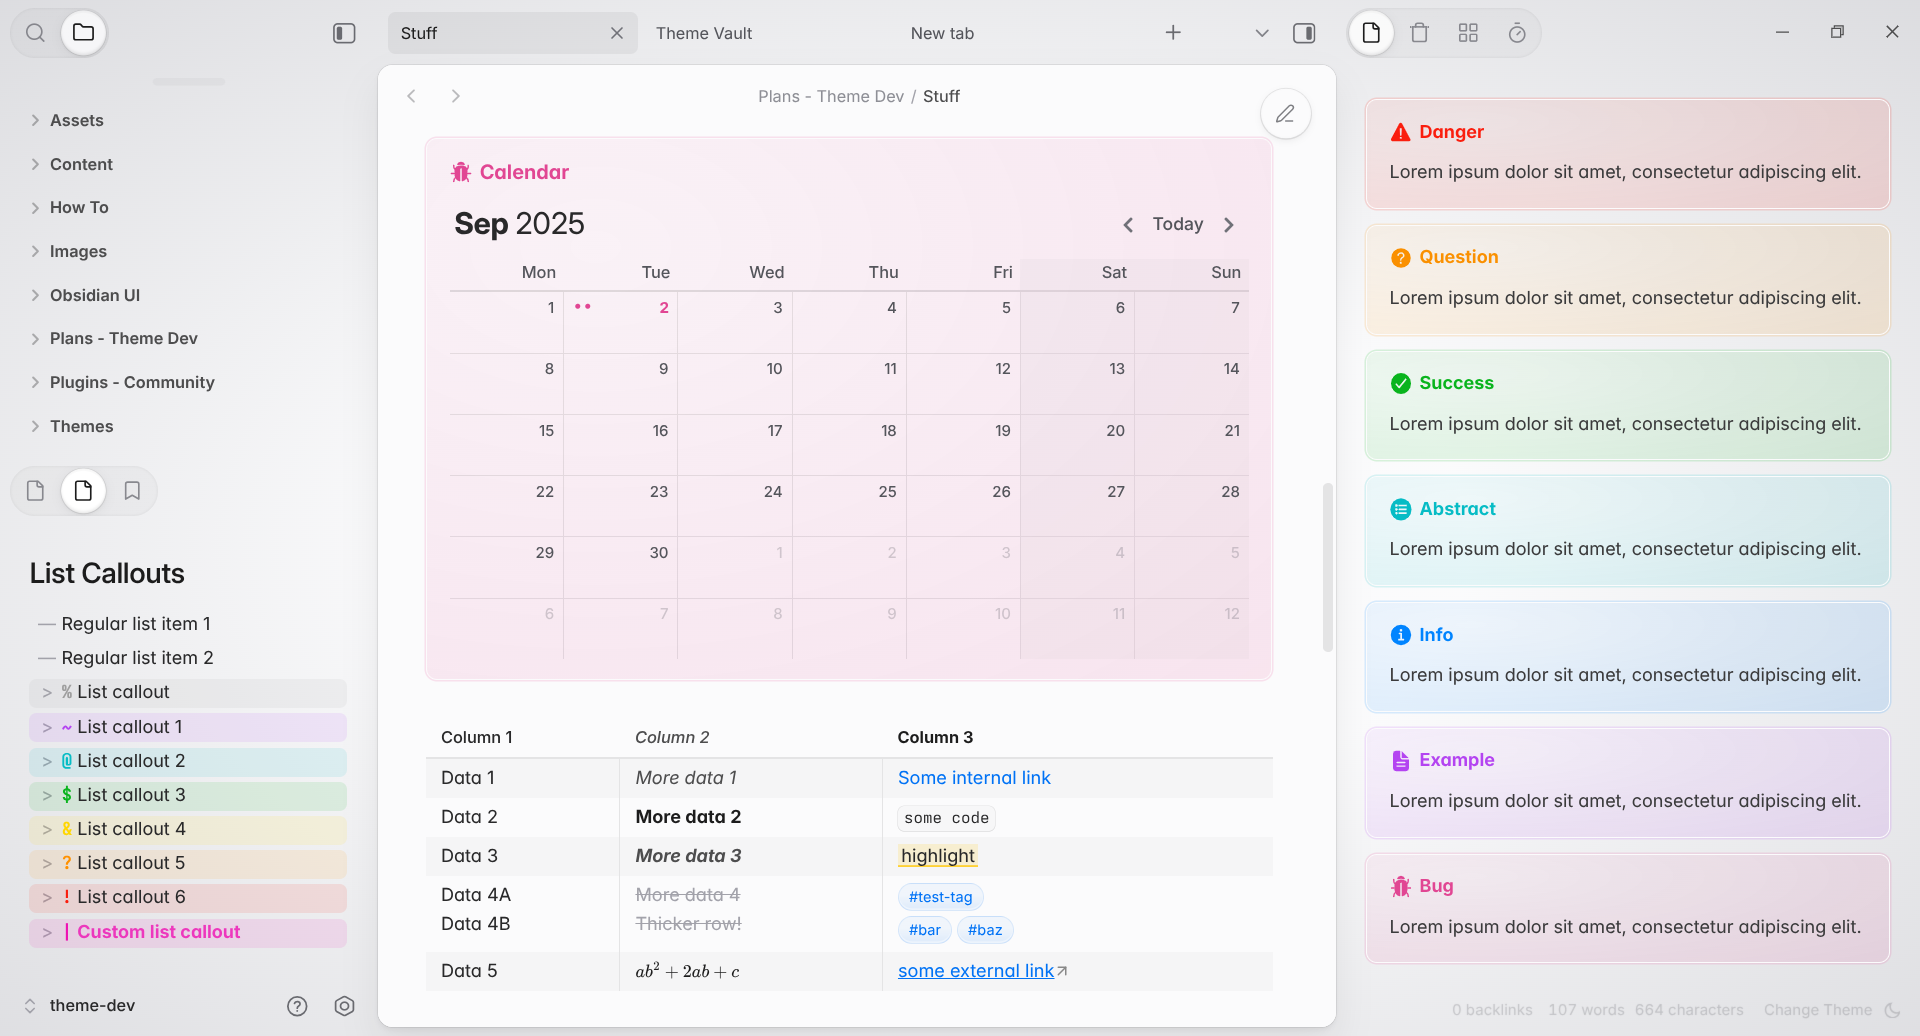 Stuff
Theme Vault
New tab
Assets
Content
How To
Images
Obsidian UI
Plans - Theme Dev
Plugins - Community
Themes
List Callouts
— Regular list item 1
— Regular list item 2
> % List callout
> ~ List callout 1
> @ List callout 2
> $ List callout 3
> & List callout 4
> ? List callout 5
> ! List callout 6
> | Custom list callout
theme-dev
Plans - Theme Dev / Stuff
Calendar
Sep 2025
Today
Mon Tue Wed Thu Fri Sat Sun
1 2 3 4 5 6 7
8 9 10 11 12 13 14
15 16 17 18 19 20 21
22 23 24 25 26 27 28
29 30 1 2 3 4 5
6 7 8 9 10 11 12
Column 1 Column 2 Column 3
Data 1 More data 1 Some internal link
Data 2 More data 2 some code
Data 3 More data 3 highlight
Data 4A More data 4 #test-tag
Data 4B Thicker row! #bar #baz
Data 5 ab² + 2ab + c some external link
Danger
Lorem ipsum dolor sit amet, consectetur adipiscing elit.
Question
Lorem ipsum dolor sit amet, consectetur adipiscing elit.
Success
Lorem ipsum dolor sit amet, consectetur adipiscing elit.
Abstract
Lorem ipsum dolor sit amet, consectetur adipiscing elit.
Info
Lorem ipsum dolor sit amet, consectetur adipiscing elit.
Example
Lorem ipsum dolor sit amet, consectetur adipiscing elit.
Bug
Lorem ipsum dolor sit amet, consectetur adipiscing elit.
0 backlinks 107 words 664 characters Change Theme